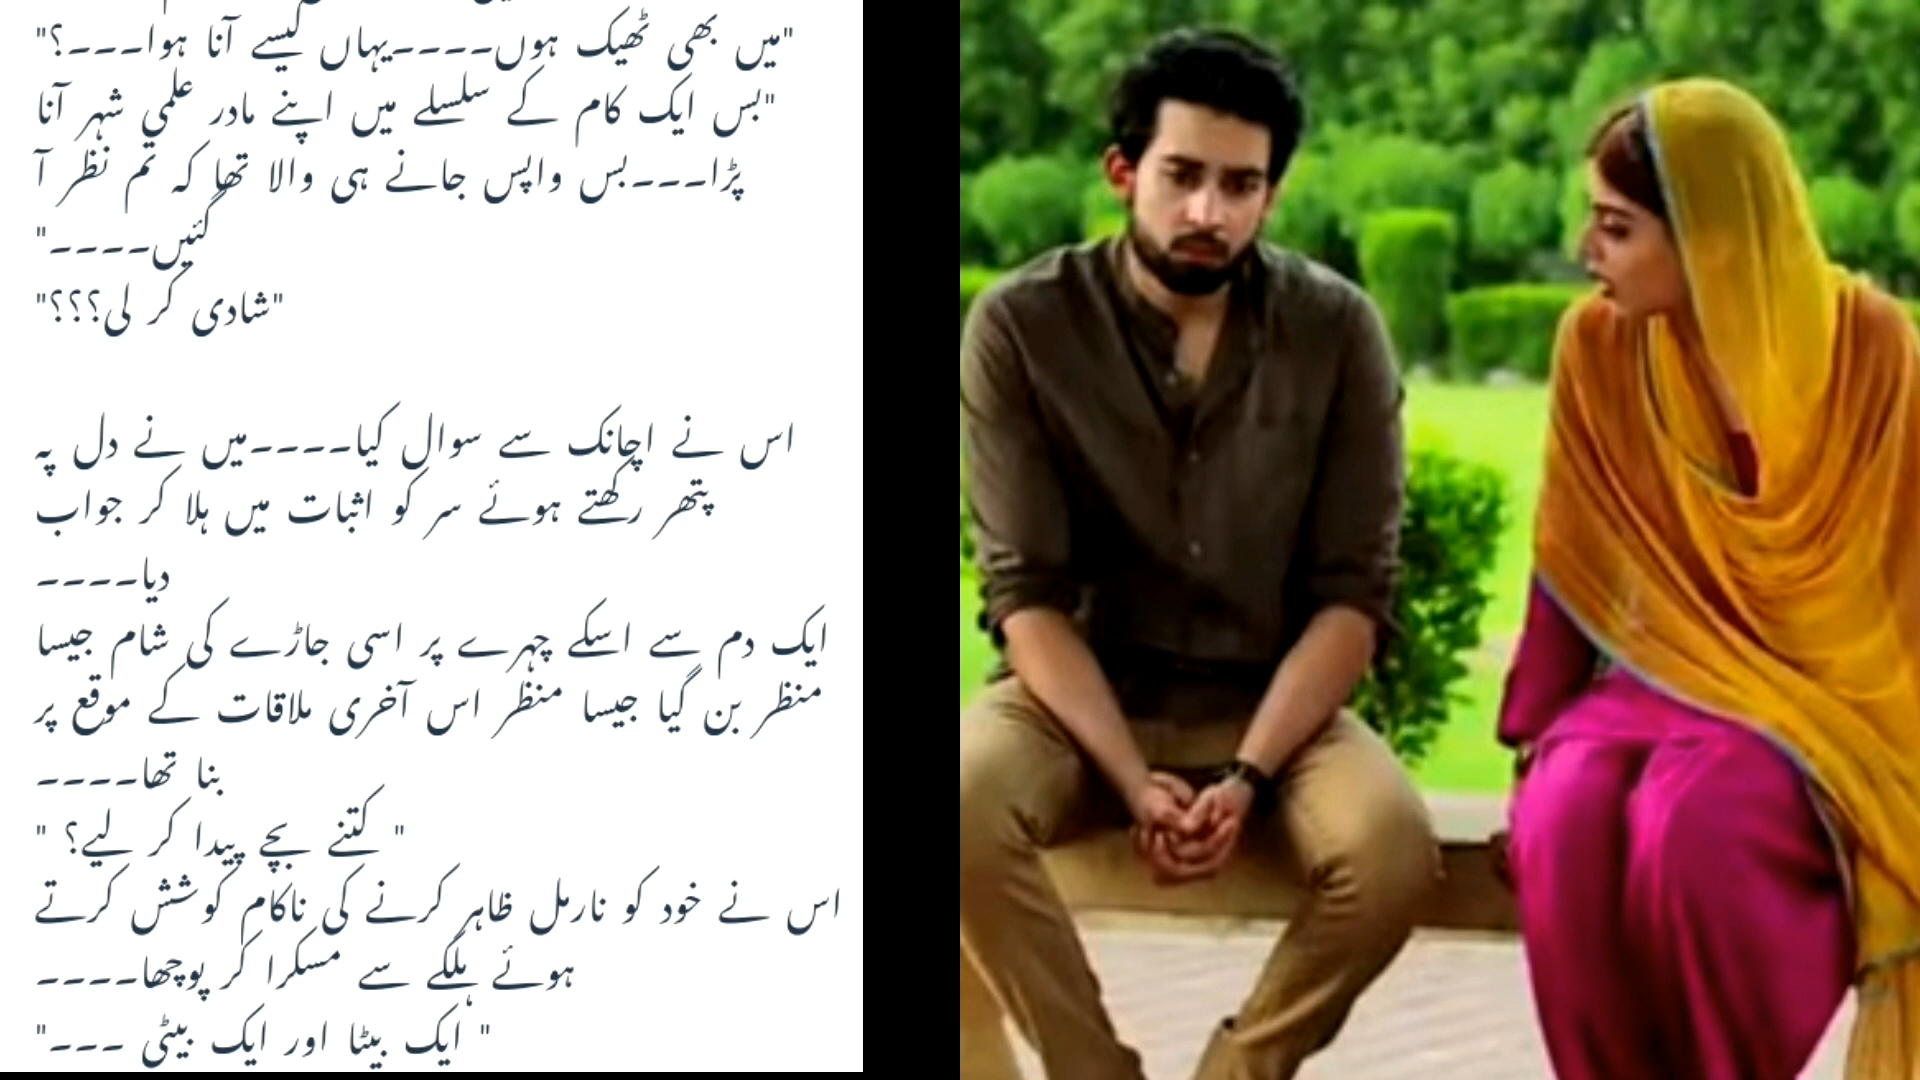 "میں بھی ٹھیک ہوں۔۔۔۔یہاں کیسے آنا ہوا۔۔۔؟"
"بس ایک کام کے سلسلے میں اپنے مادر علمی شہر آنا
پڑا۔۔۔بس واپس جانے ہی والا تھا کہ تم نظر آ
گئیں۔۔۔۔"
"شادی کر لی؟؟؟"
اس نے اچانک سے سوال کیا۔۔۔۔میں نے دل پہ
پتھر رکھتے ہوئے سر کو اثبات میں ہلا کر جواب
دیا۔۔۔۔
ایک دم سے اسکے چہرے پر اسی جاڑے کی شام جیسا
منظر بن گیا جیسا منظر اس آخری ملاقات کے موقع پر
بنا تھا۔۔۔۔
" کتنے بچے پیدا کر لیے؟ "
اس نے خود کو نارمل ظاہر کرنے کی ناکام کوشش کرتے
ہوئے ہلکے سے مسکرا کر پوچھا۔۔۔۔
" ایک بیٹا اور ایک بیٹی ۔۔۔"